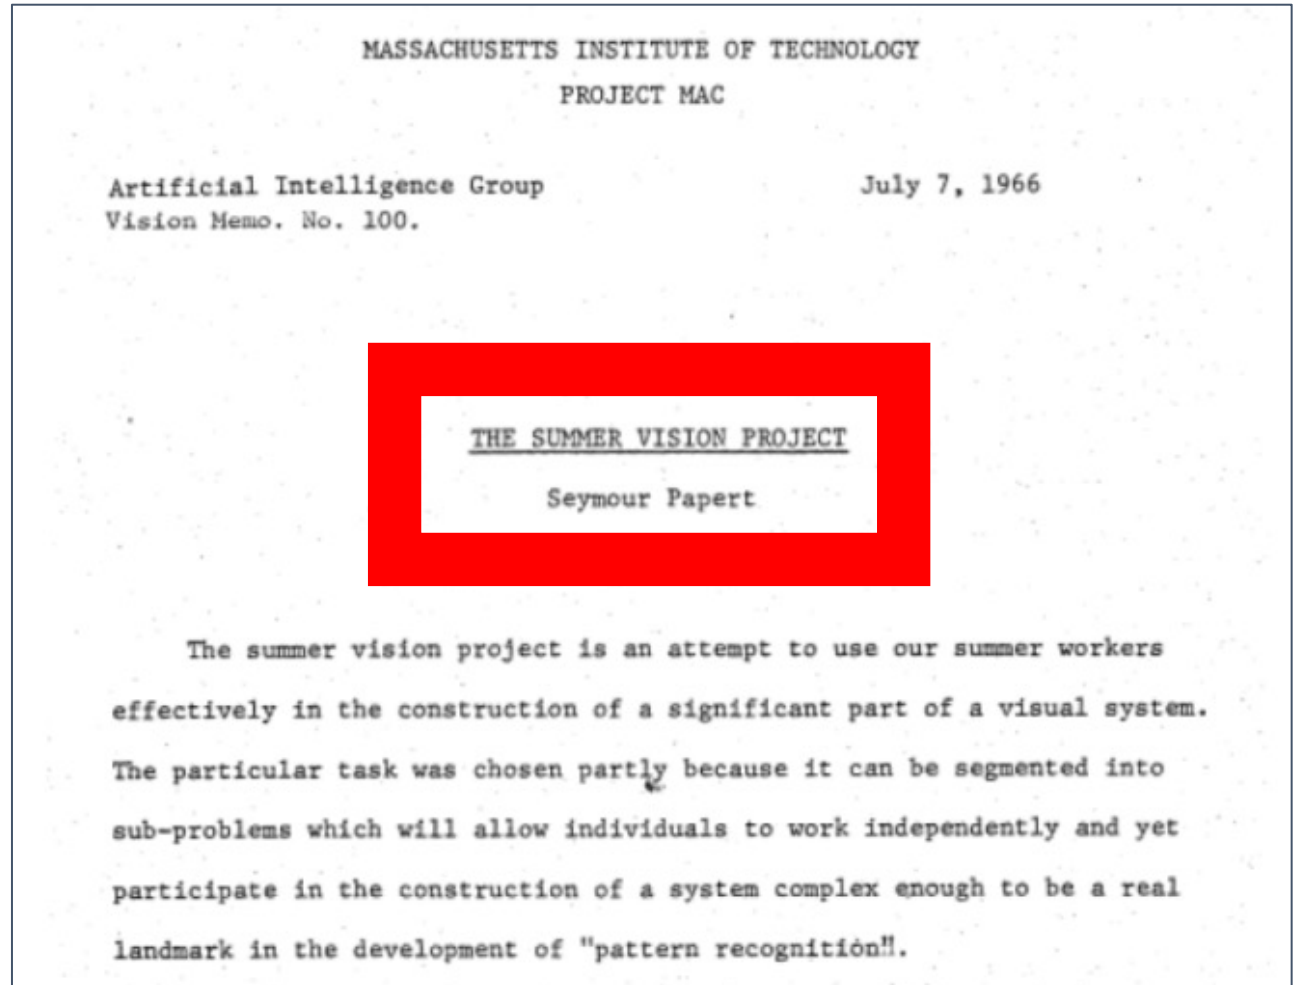 MASSACHUSETTS INSTITUTE OF TECHNOLOGY
PROJECT MAC
Artificial Intelligence Group July 7, 1966
Vision Memo. No. 100.
THE SUMMER VISION PROJECT
Seymour Papert
The summer vision project is an attempt to use our summer workers
effectively in the construction of a significant part of a visual system.
The particular task was chosen partly because it can be segmented into
sub-problems which will allow individuals to work independently and yet
participate in the construction of a system complex enough to be a real
landmark in the development of "pattern recognition".